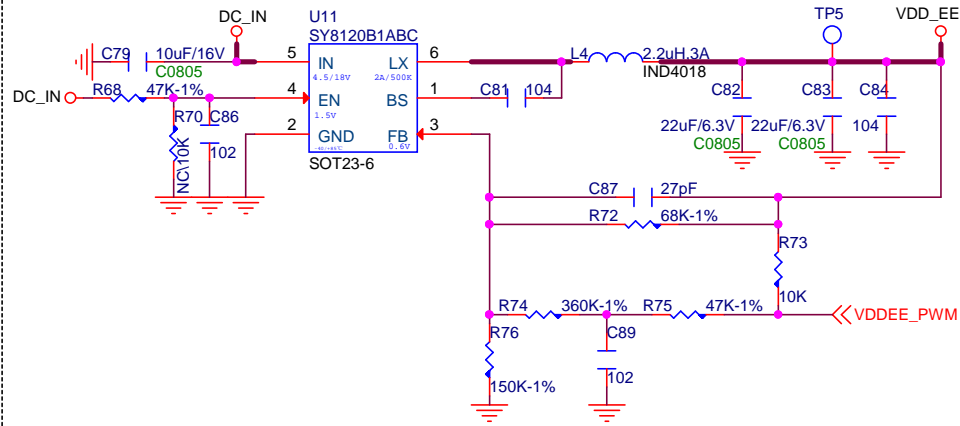 DC_IN
U11
TP5
VDD_EE
SY8120B1ABC
C79
10uF/16V
C0805
5
IN
LX
6
L4
2.2uH,3A
IND4018
4.5/18V
2A/500K
DC_IN
R68
47K-1%
4
EN
BS
1
C81
104
C82
C83
C84
1.5V
R70
C86
2
GND
FB
3
22uF/6.3V
22uF/6.3V
104
0.6V
-40/+85℃
NC\10K
102
SOT23-6
C0805
C0805
C87
27pF
R72
68K-1%
R73
10K
R74
360K-1%
R75
47K-1%
VDDEE_PWM
R76
C89
150K-1%
102